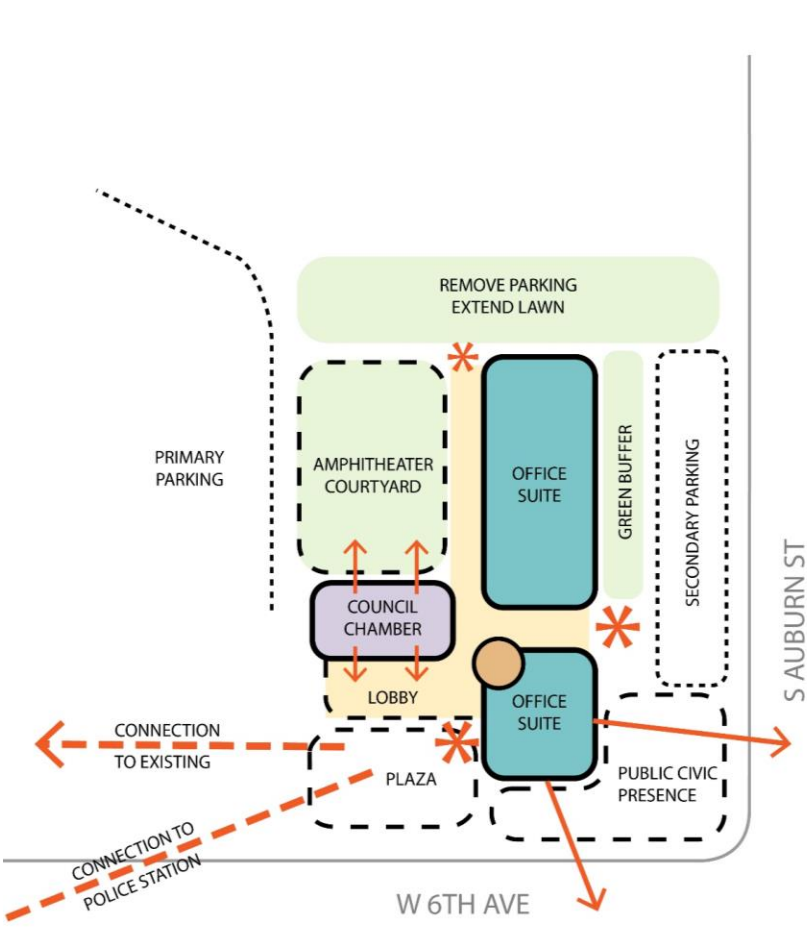 REMOVE PARKING
EXTEND LAWN
PRIMARY
PARKING
AMPHITHEATER
COURTYARD
OFFICE
SUITE
GREEN BUFFER
SECONDARY PARKING
S AUBURN ST
COUNCIL
CHAMBER
LOBBY
OFFICE
SUITE
CONNECTION
TO EXISTING
PLAZA
PUBLIC CIVIC
PRESENCE
CONNECTION TO
POLICE STATION
W 6TH AVE